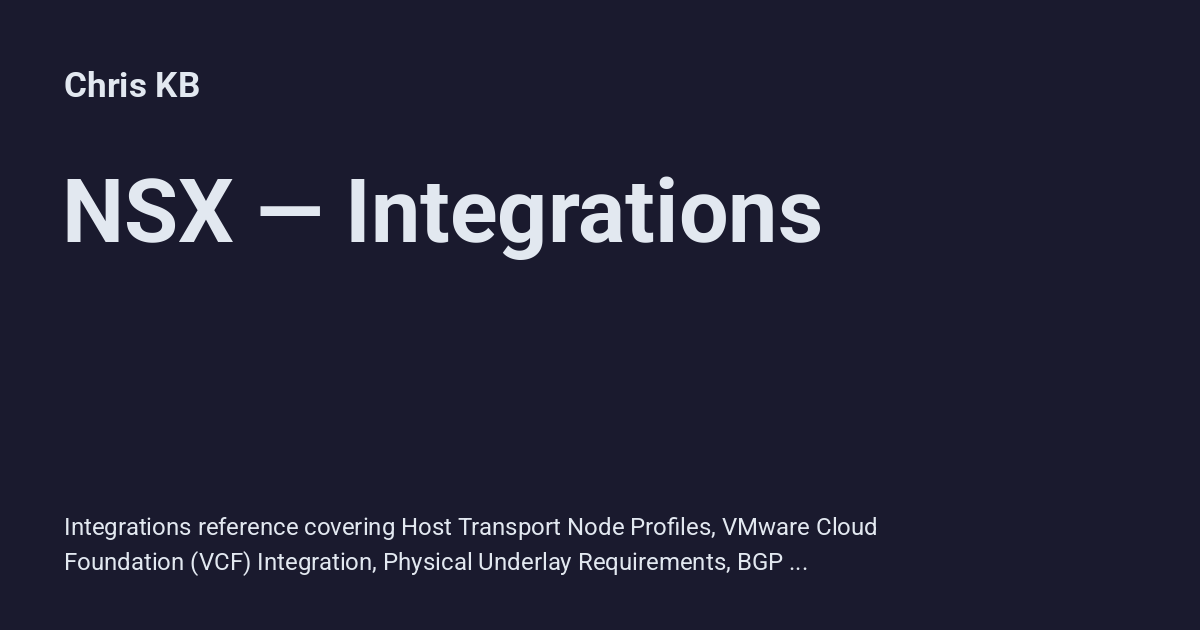 Chris KB
NSX — Integrations
Integrations reference covering Host Transport Node Profiles, VMware Cloud
Foundation (VCF) Integration, Physical Underlay Requirements, BGP ...